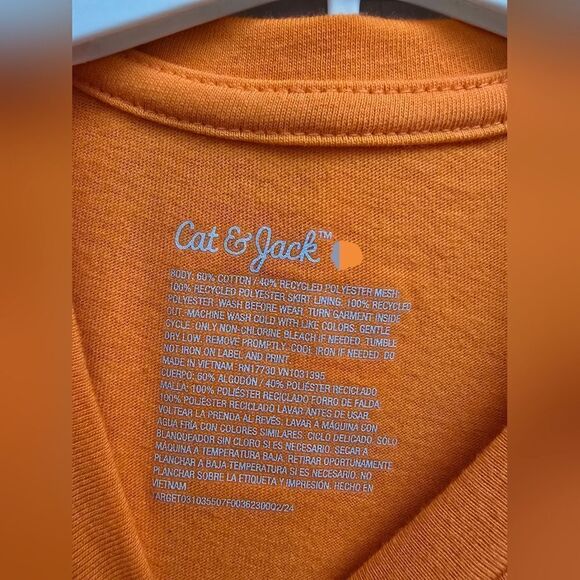 Cat & Jack™
BODY: 60% COTTON / 40% RECYCLED POLYESTER MESH:
100% RECYCLED POLYESTER SKIRT LINING: 100% RECYCLED
POLYESTER .WASH BEFORE WEAR. TURN GARMENT INSIDE
OUT. MACHINE WASH COLD WITH LIKE COLORS. GENTLE
CYCLE. ONLY NON-CHLORINE BLEACH IF NEEDED. TUMBLE
DRY LOW. REMOVE PROMPTLY. COOL IRON IF NEEDED. DO
NOT IRON ON LABEL AND PRINT.
MADE IN VIETNAM RN17730 VN1031395
CUERPO: 60% ALGODÓN / 40% POLIÉSTER RECICLADO
MALLA: 100% POLIÉSTER RECICLADO FORRO DE FALDA:
100% POLIÉSTER RECICLADO LAVAR ANTES DE USAR.
VOLTEAR LA PRENDA AL REVÉS. LAVAR A MÁQUINA CON
AGUA FRÍA CON COLORES SIMILARES. CICLO DELICADO. SÓLO
BLANQUEADOR SIN CLORO SI ES NECESARIO. SECAR A
MÁQUINA A TEMPERATURA BAJA. RETIRAR OPORTUNAMENTE
PLANCHAR A BAJA TEMPERATURA SI ES NECESARIO. NO
PLANCHAR SOBRE LA ETIQUETA Y IMPRESIÓN. HECHO EN
VIETNAM
TARGET031035507F0036230002/24